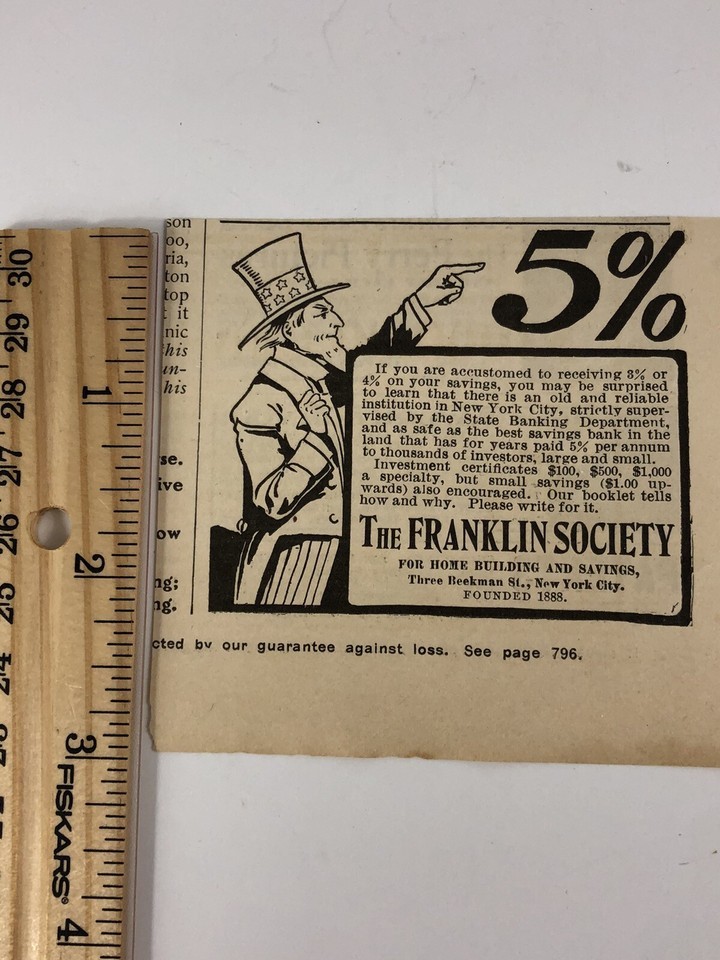 5%
If you are accustomed to receiving 3% or
4% on your savings, you may be surprised
to learn that there is an old and reliable
institution in New York City, strictly super-
vised by the State Banking Department,
and as safe as the best savings bank in the
land that has for years paid 5% per annum
to thousands of investors, large and small.
Investment certificates $100, $500, $1,000
a specialty, but small savings ($1.00 up-
wards) also encouraged. Our booklet tells
how and why. Please write for it.
THE FRANKLIN SOCIETY
FOR HOME BUILDING AND SAVINGS,
Three Beekman St., New York City.
FOUNDED 1888.
cted by our guarantee against loss. See page 796.
son
oo,
ria,
ton
top
it
nic
this
un-
his
se.
ive
ow
ng;
ng.
30
29
28
27
26
25
24
1
2
3
4
FISKARS